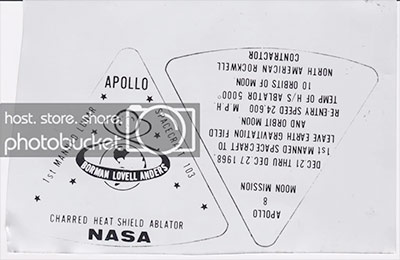 APOLLO
1st MANNED LUNAR
SPACECRAFT 103
host. store. share.
photobucket
BORMAN LOVELL ANDERS
CHARRED HEAT SHIELD ABLATOR
NASA
APOLLO
8
MOON MISSION
DEC 21 THRU DEC 27 1968
1st MANNED SPACECRAFT TO
LEAVE EARTH GRAVITATION FIELD
AND ORBIT MOON
RE-ENTRY SPEED 24,600 M.P.H.
TEMP OF H/S ABLATOR 5000°
10 ORBITS OF MOON
NORTH AMERICAN ROCKWELL
CONTRACTOR